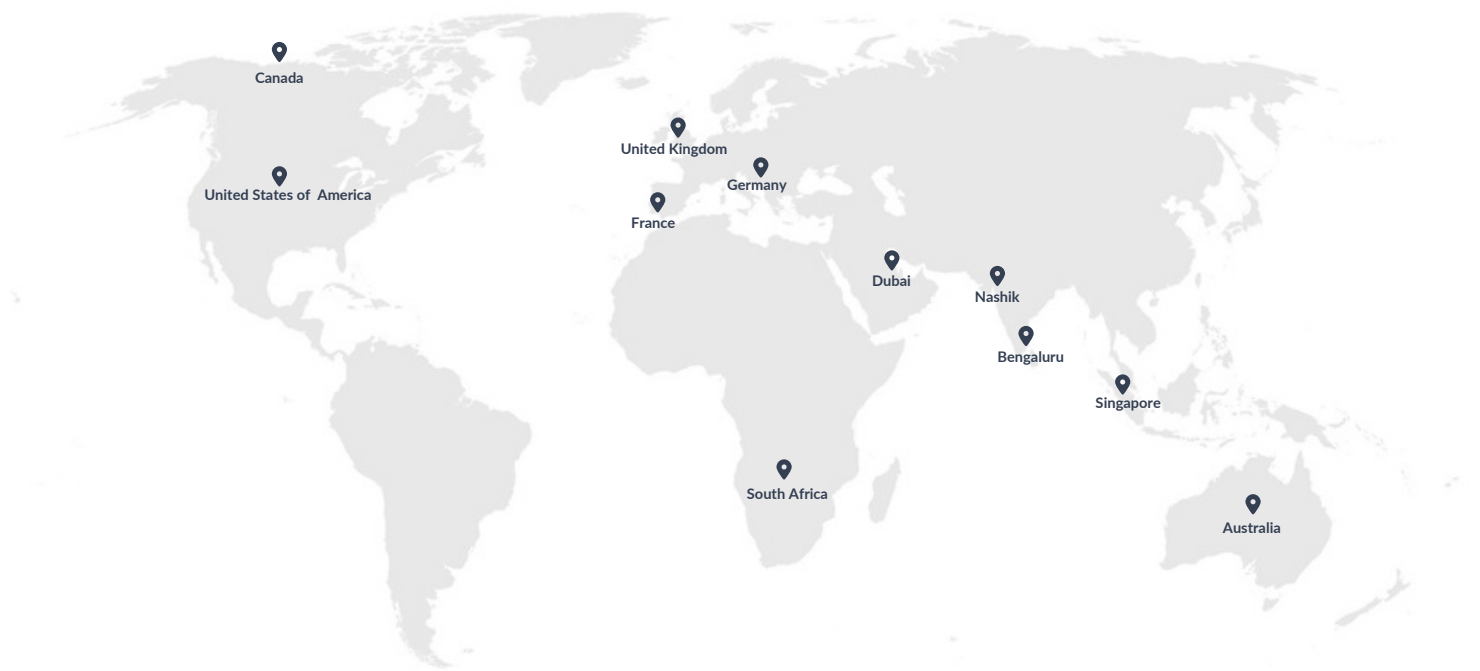 Canada
United Kingdom
Germany
United States of  America
France
Dubai
Nashik
Bengaluru
Singapore
South Africa
Australia